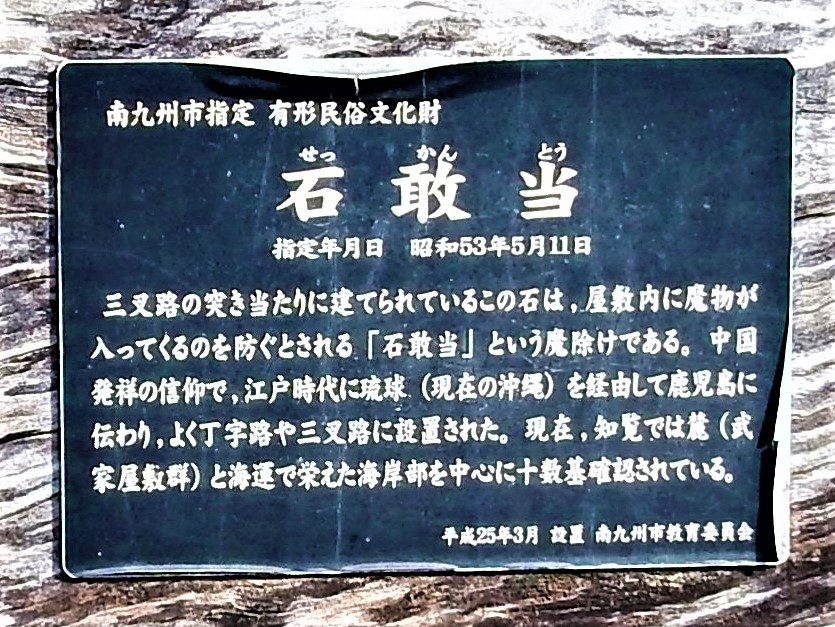 南九州市指定 有形民俗文化財
せっ かん とう
石 敢 当
指定年月日 昭和53年5月11日
三叉路の突き当たりに建てられているこの石は,屋敷内に魔物が
入ってくるのを防ぐとされる「石敢当」という魔除けである。中国
発祥の信仰で,江戸時代に琉球(現在の沖縄)を経由して鹿児島に
伝わり,よく丁字路や三叉路に設置された。現在,知覧では麓(武
家屋敷群)と海運で栄えた海岸部を中心に十数基確認されている。
平成25年3月 設置 南九州市教育委員会